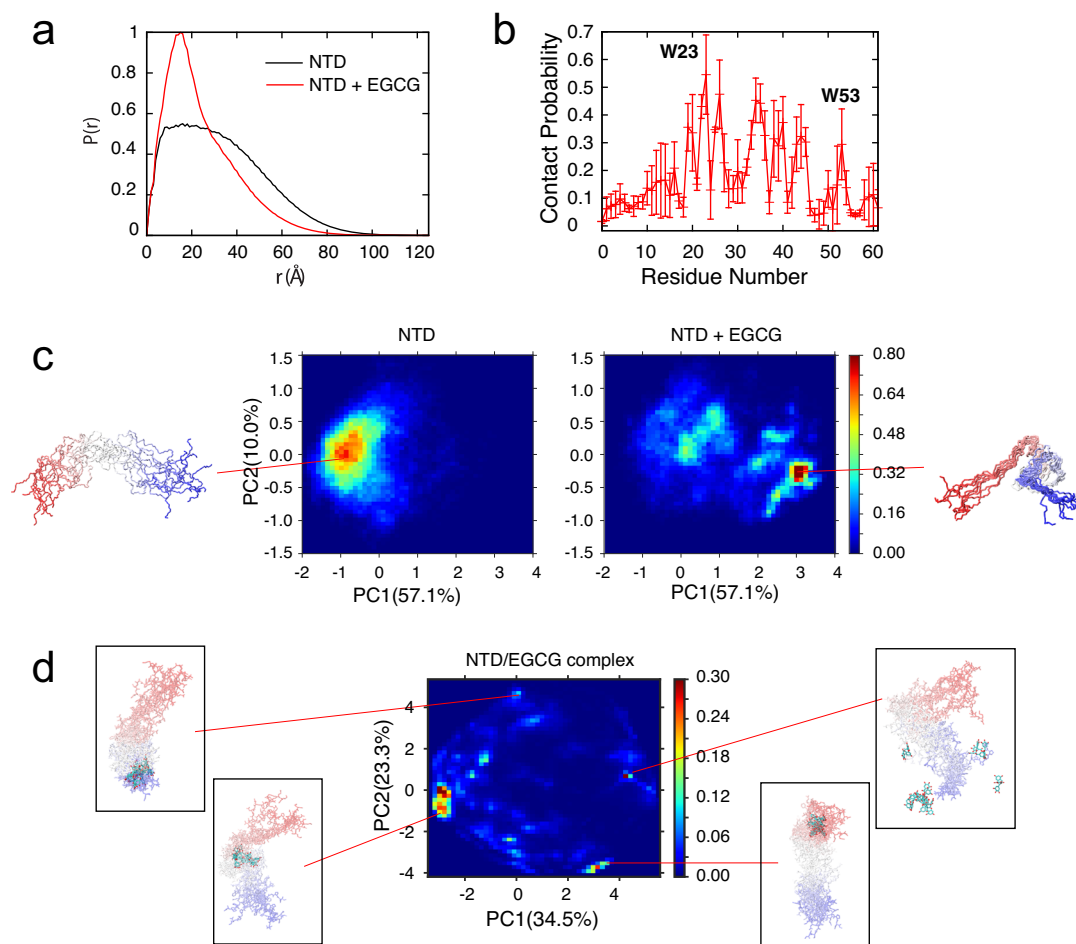 a
1
0.8
0.6
0.4
0.2
0
P(r)
NTD
NTD + EGCG
0 20 40 60 80 100 120
r(Å)
b
0.7
0.6
0.5
0.4
0.3
0.2
0.1
0
Contact Probability
W23
W53
0 10 20 30 40 50 60
Residue Number
c
NTD
1.5
1.0
0.5
0.0
-0.5
-1.0
-1.5
PC2(10.0%)
-2 -1 0 1 2 3 4
PC1(57.1%)
NTD + EGCG
1.5
1.0
0.5
0.0
-0.5
-1.0
-1.5
-2 -1 0 1 2 3 4
PC1(57.1%)
0.80
0.64
0.48
0.32
0.16
0.00
d
NTD/EGCG complex
4
2
0
-2
-4
PC2(23.3%)
-2 0 2 4
PC1(34.5%)
0.30
0.24
0.18
0.12
0.06
0.00